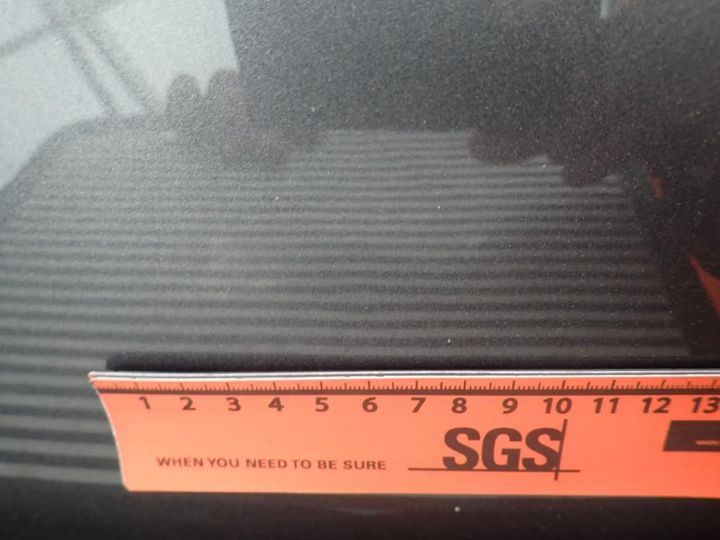 1 2 3 4 5 6 7 8 9 10 11 12 13
WHEN YOU NEED TO BE SURE SGS